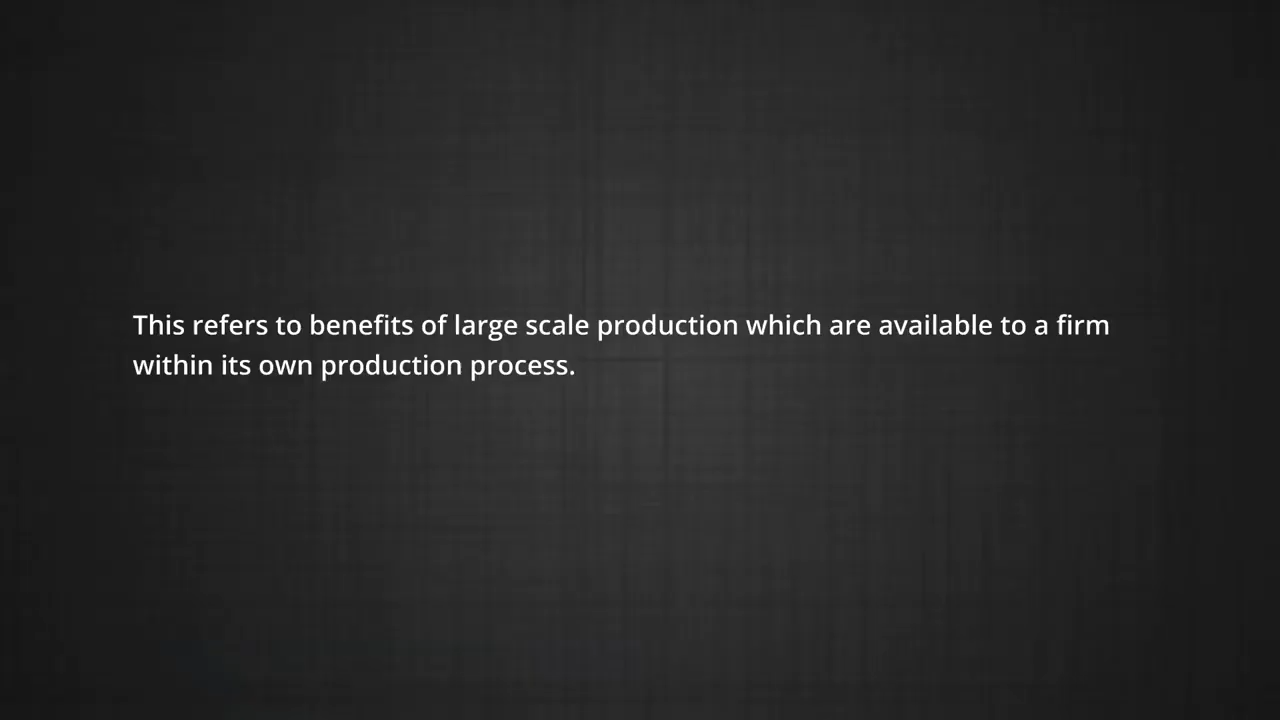 This refers to benefits of large scale production which are available to a firm
within its own production process.